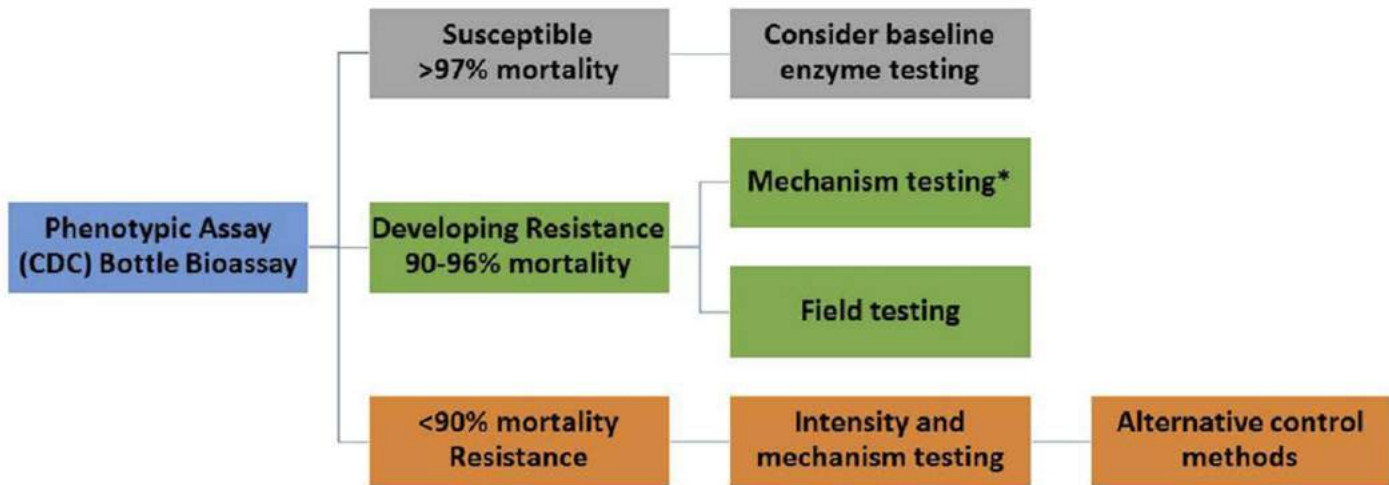 Susceptible
>97% mortality
Consider baseline
enzyme testing
Mechanism testing*
Phenotypic Assay
(CDC) Bottle Bioassay
Developing Resistance
90-96% mortality
Field testing
<90% mortality
Resistance
Intensity and
mechanism testing
Alternative control
methods